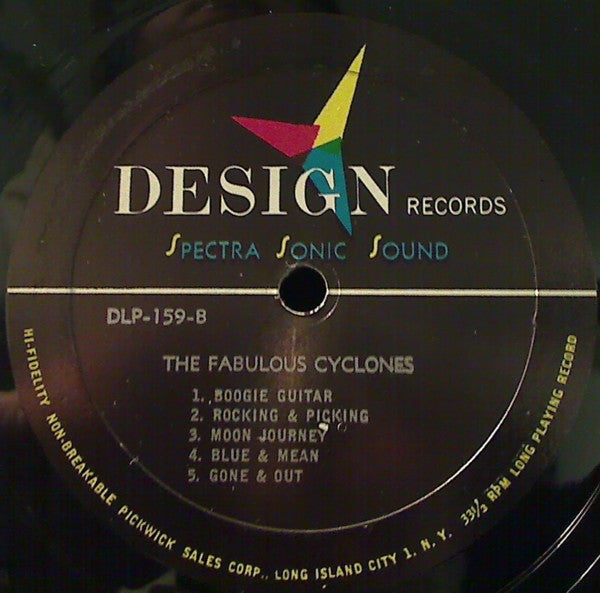 DESIGN RECORDS
SPECTRA SONIC SOUND
DLP-159-B
THE FABULOUS CYCLONES
1. BOOGIE GUITAR
2. ROCKING & PICKING
3. MOON JOURNEY
4. BLUE & MEAN
5. GONE & OUT
HI-FIDELITY NON-BREAKABLE PICKWICK SALES CORP., LONG ISLAND CITY 1. N. Y. 33⅓ RPM LONG PLAYING RECORD